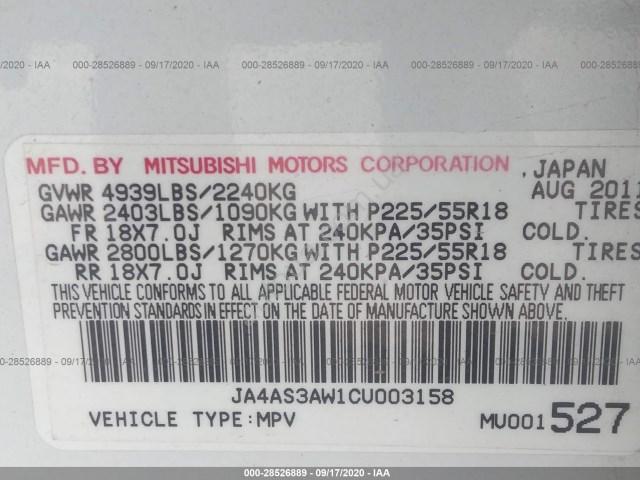 000-28526889 - 09/17/2020 - IAA
MFD. BY MITSUBISHI MOTORS CORPORATION , JAPAN
GVWR 4939LBS/2240KG AUG 2011
GAWR 2403LBS/1090KG WITH P225/55R18 TIRES
FR 18X7.0J RIMS AT 240KPA/35PSI COLD.
GAWR 2800LBS/1270KG WITH P225/55R18 TIRES
RR 18X7.0J RIMS AT 240KPA/35PSI COLD.
THIS VEHICLE CONFORMS TO ALL APPLICABLE FEDERAL MOTOR VEHICLE SAFETY AND THEFT
PREVENTION STANDARDS IN EFFECT ON THE DATE OF MANUFACTURE SHOWN ABOVE.
JA4AS3AW1CU003158
VEHICLE TYPE:MPV MU001527
000-28526889 - 09/17/2020 - IAA